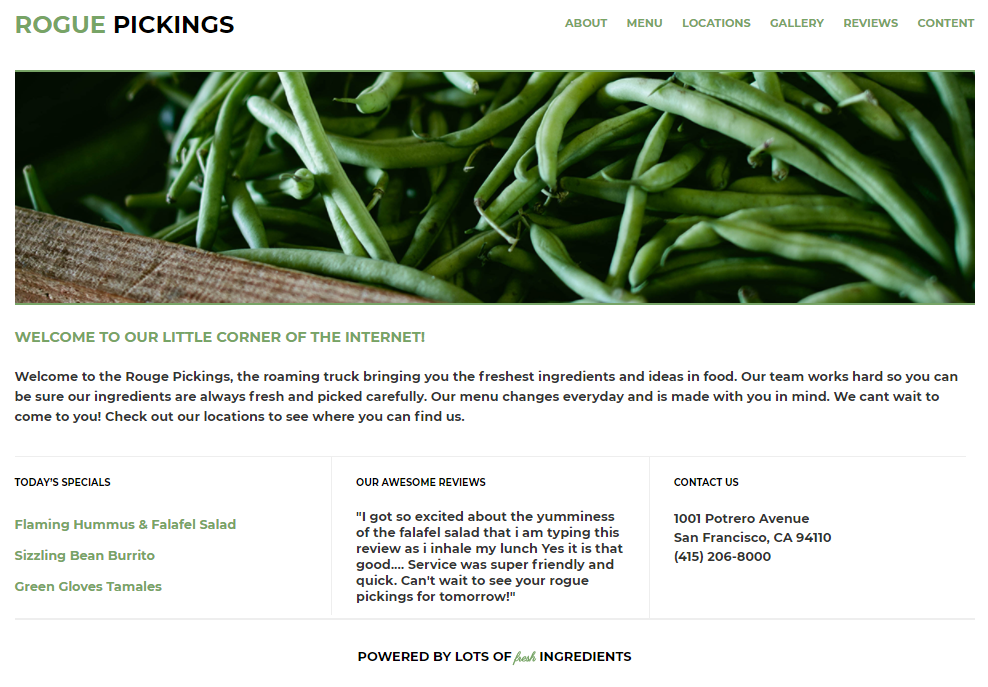 ROGUE PICKINGS
ABOUT MENU LOCATIONS GALLERY REVIEWS CONTENT
WELCOME TO OUR LITTLE CORNER OF THE INTERNET!
Welcome to the Rouge Pickings, the roaming truck bringing you the freshest ingredients and ideas in food. Our team works hard so you can
be sure our ingredients are always fresh and picked carefully. Our menu changes everyday and is made with you in mind. We cant wait to
come to you! Check out our locations to see where you can find us.
TODAY'S SPECIALS
Flaming Hummus & Falafel Salad
Sizzling Bean Burrito
Green Gloves Tamales
OUR AWESOME REVIEWS
"I got so excited about the yumminess
of the falafel salad that i am typing this
review as i inhale my lunch Yes it is that
good.... Service was super friendly and
quick. Can't wait to see your rogue
pickings for tomorrow!"
CONTACT US
1001 Potrero Avenue
San Francisco, CA 94110
(415) 206-8000
POWERED BY LOTS OF fresh INGREDIENTS